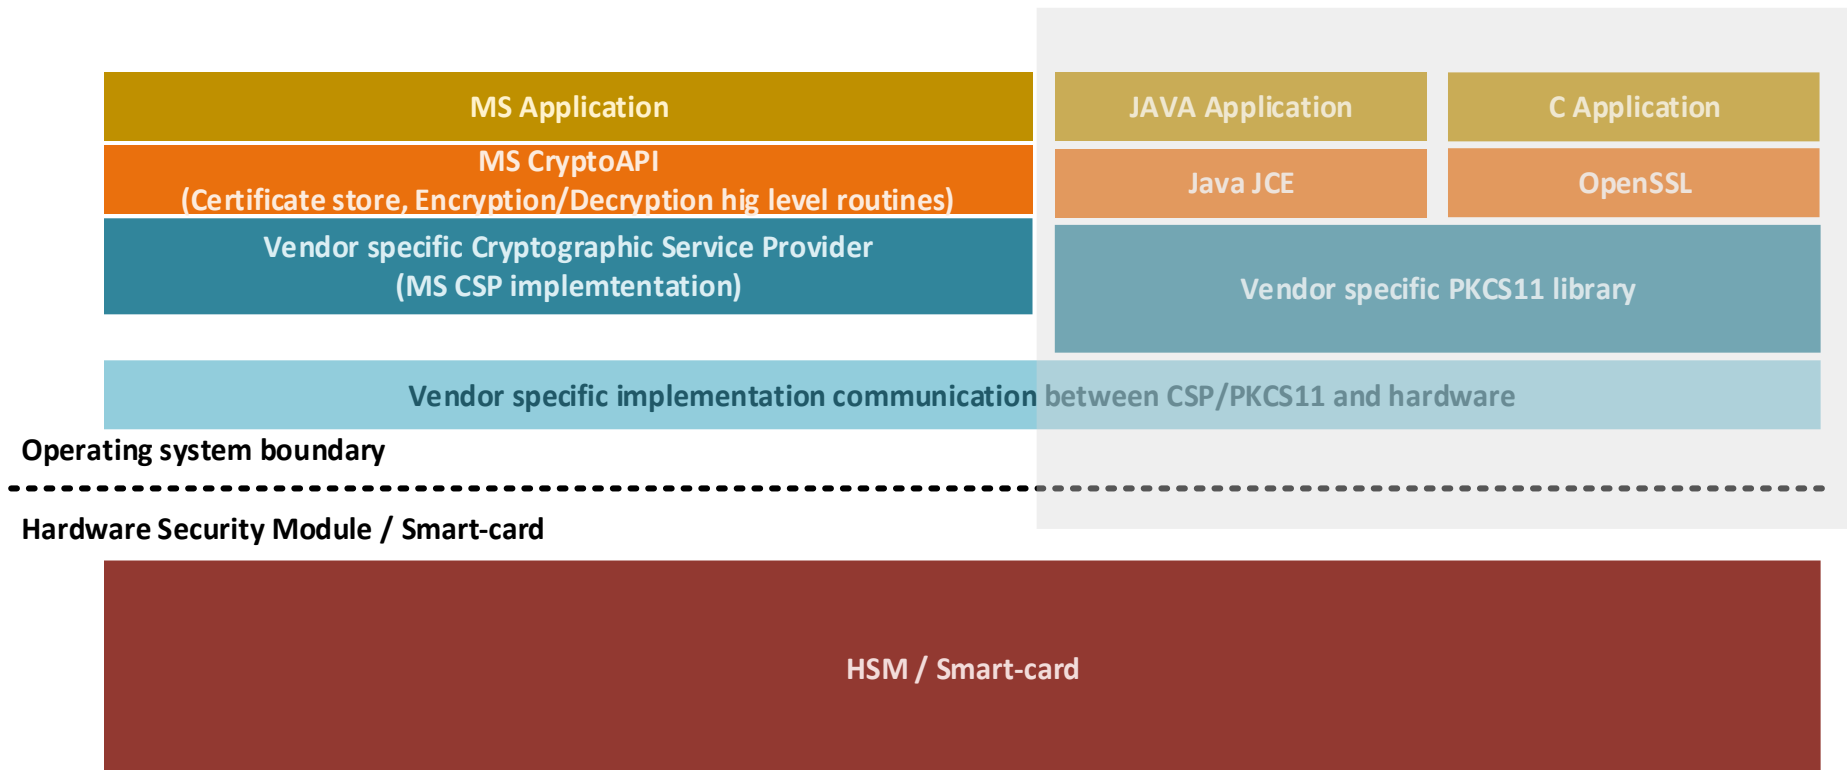 MS Application
JAVA Application
C Application
MS CryptoAPI
(Certificate store, Encryption/Decryption hig level routines)
Java JCE
OpenSSL
Vendor specific Cryptographic Service Provider
(MS CSP implemtentation)
Vendor specific PKCS11 library
Vendor specific implementation communication between CSP/PKCS11 and hardware
Operating system boundary
Hardware Security Module / Smart-card
HSM / Smart-card